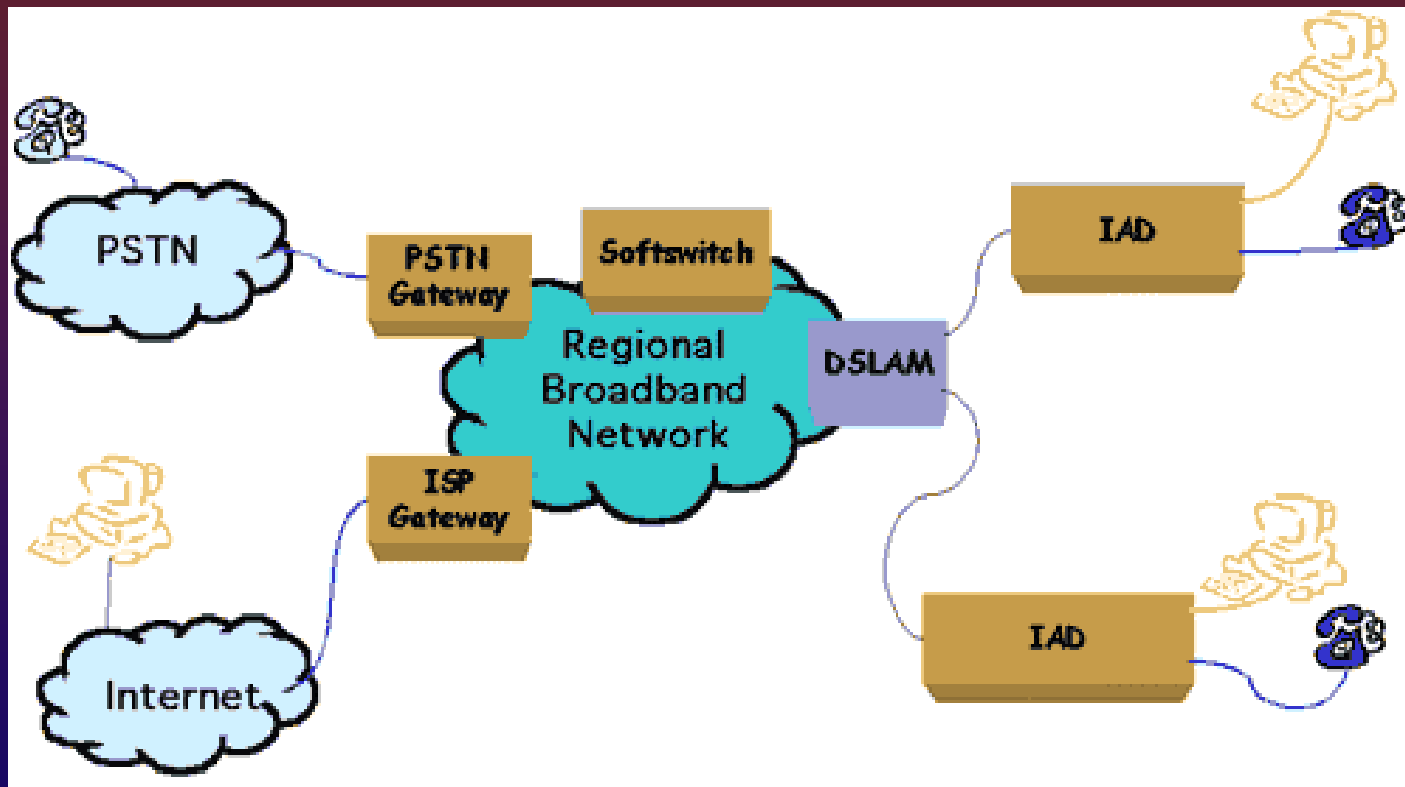 PSTN
PSTN
Gateway
Softswitch
IAD
Regional
Broadband
Network
DSLAM
ISP
Gateway
IAD
Internet